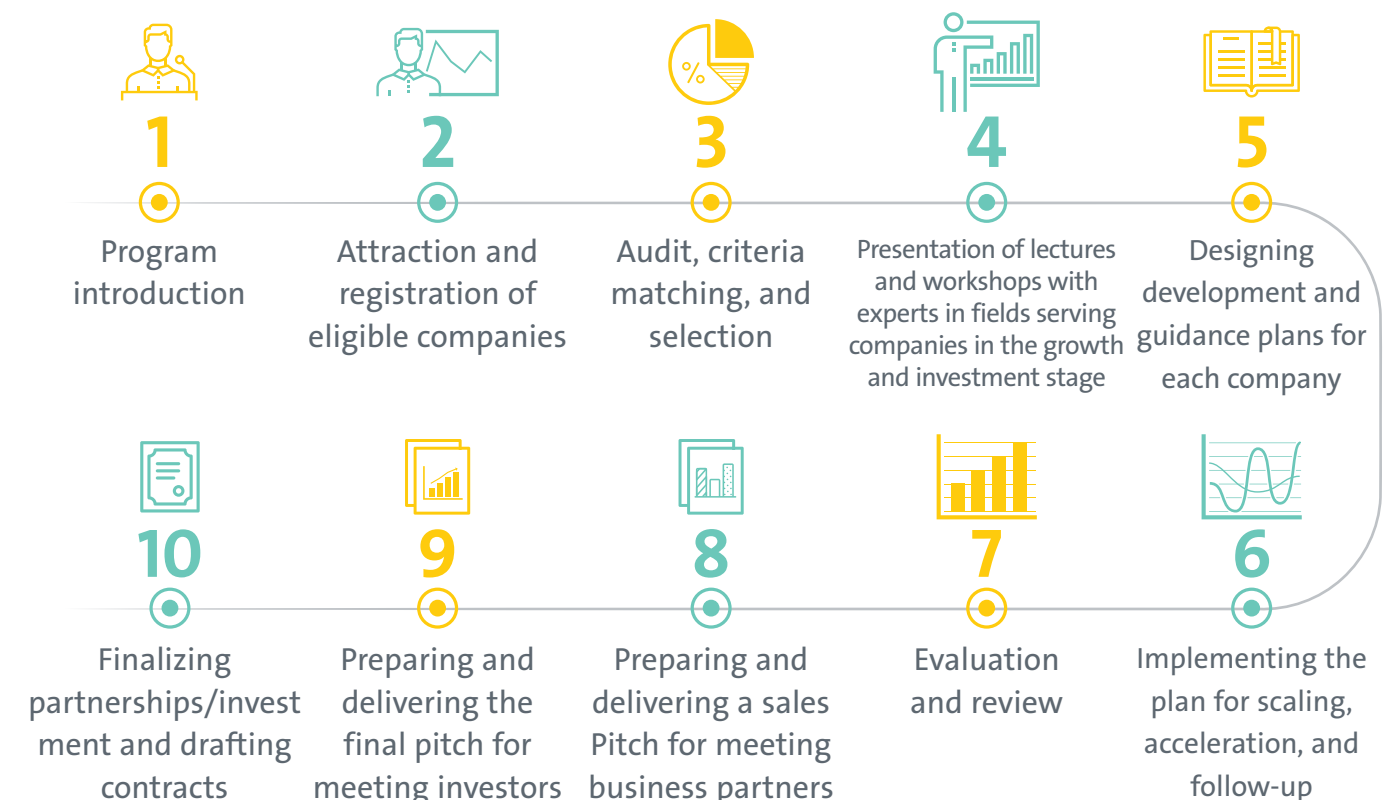 1
Program
introduction
2
Attraction and
registration of
eligible companies
%
3
Audit, criteria
matching, and
selection
4
Presentation of lectures
and workshops with
experts in fields serving
companies in the growth
and investment stage
5
Designing
development and
guidance plans for
each company
6
Implementing the
plan for scaling,
acceleration, and
follow-up
7
Evaluation
and review
8
Preparing and
delivering a sales
Pitch for meeting
business partners
9
Preparing and
delivering the
final pitch for
meeting investors
10
Finalizing
partnerships/invest
ment and drafting
contracts